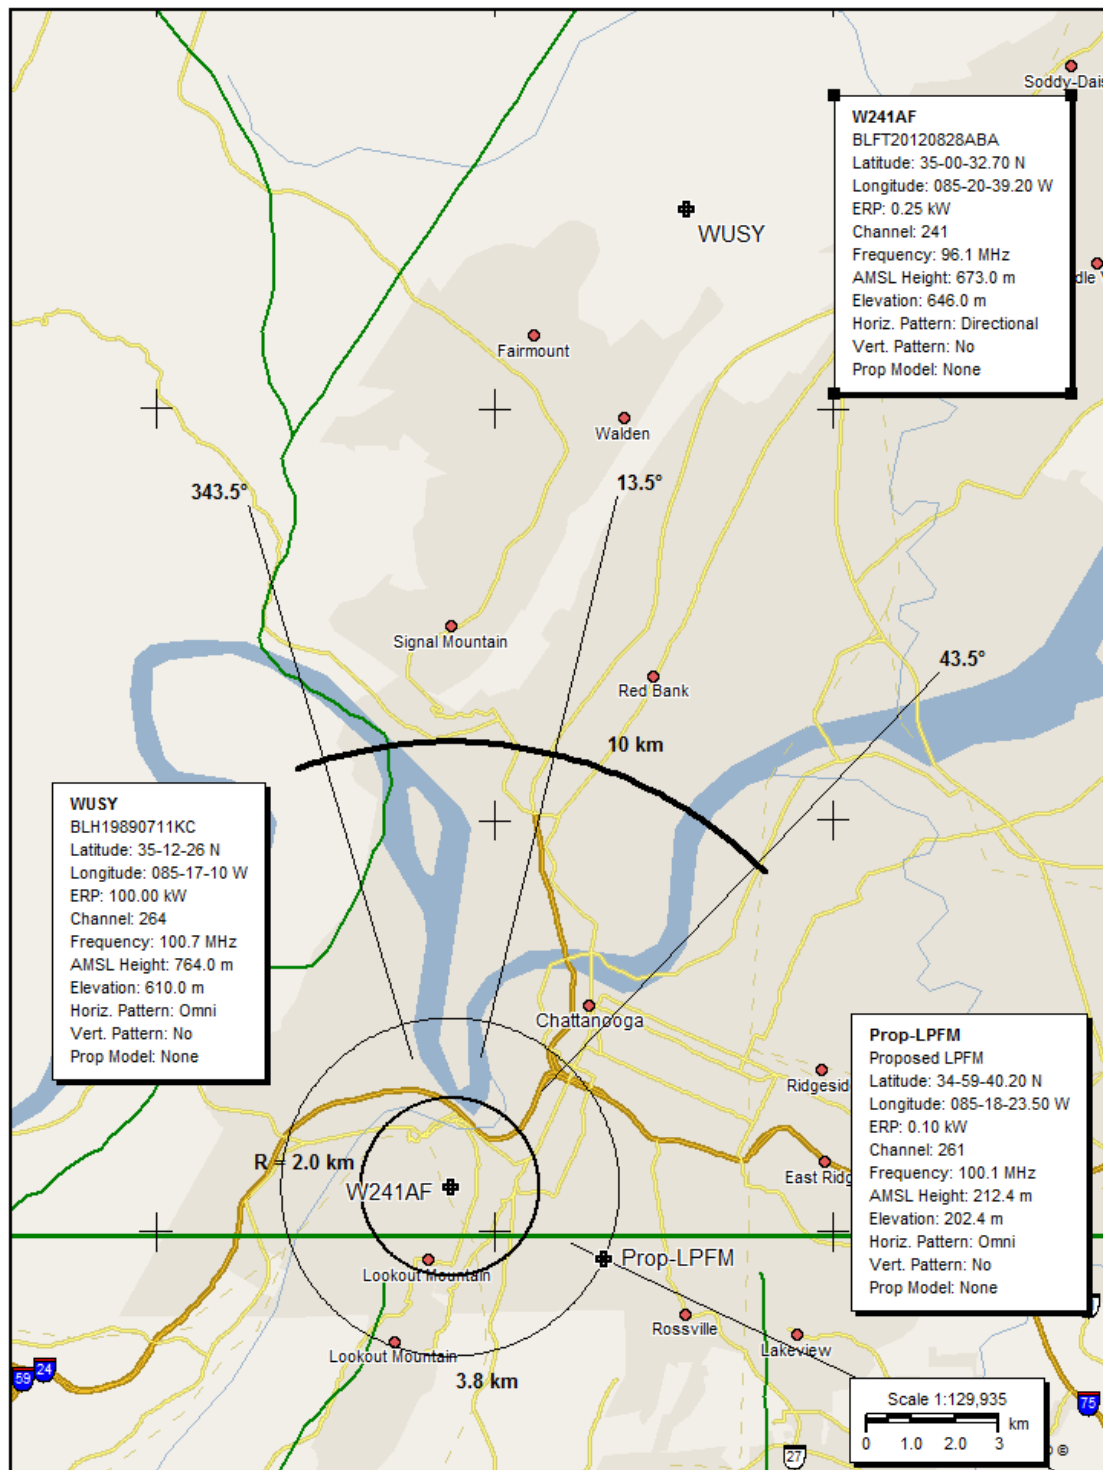 Soddy-Dais
W241AF
BLFT20120828ABA
Latitude: 35-00-32.70 N
Longitude: 085-20-39.20 W
ERP: 0.25 kW
Channel: 241
Frequency: 96.1 MHz
AMSL Height: 673.0 m
Elevation: 646.0 m
Horiz. Pattern: Directional
Vert. Pattern: No
Prop Model: None
WUSY
dle
Fairmount
Walden
343.5°
13.5°
Signal Mountain
43.5°
Red Bank
10 km
WUSY
BLH19890711KC
Latitude: 35-12-26 N
Longitude: 085-17-10 W
ERP: 100.00 kW
Channel: 264
Frequency: 100.7 MHz
AMSL Height: 764.0 m
Elevation: 610.0 m
Horiz. Pattern: Omni
Vert. Pattern: No
Prop Model: None
Chattanooga
Prop-LPFM
Proposed LPFM
Latitude: 34-59-40.20 N
Longitude: 085-18-23.50 W
ERP: 0.10 kW
Channel: 261
Frequency: 100.1 MHz
AMSL Height: 212.4 m
Elevation: 202.4 m
Horiz. Pattern: Omni
Vert. Pattern: No
Prop Model: None
Ridgesid
R = 2.0 km
East Ridg
W241AF
Prop-LPFM
Lookout Mountain
Rossville
Lakeview
Lookout Mountain
59
24
3.8 km
Scale 1:129,935
km
0 1.0 2.0 3
75
27
©